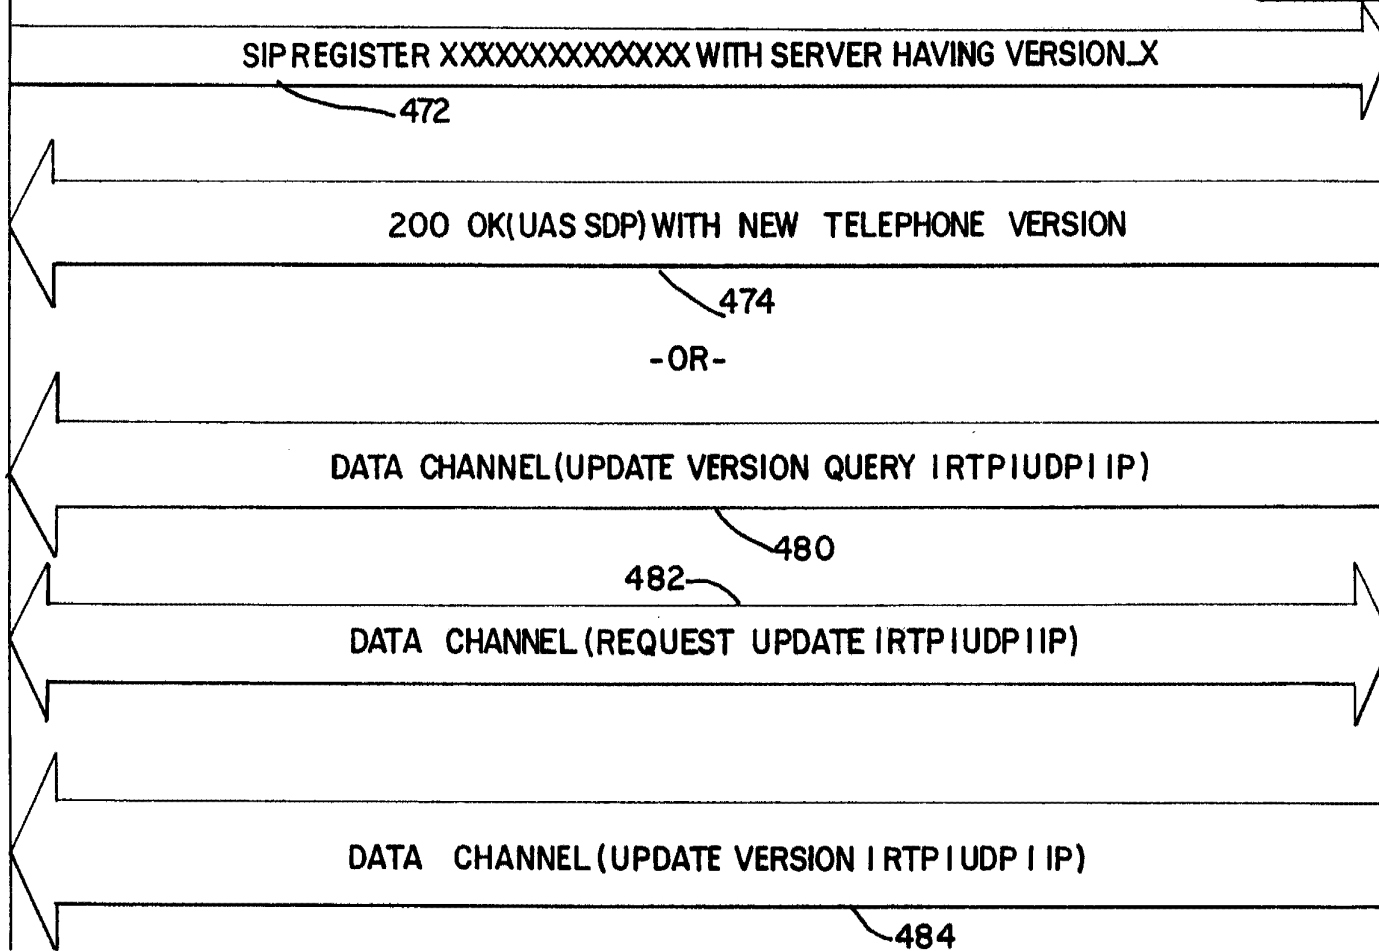 SIP REGISTER XXXXXXXXXXXXXX WITH SERVER HAVING VERSION_X
472
200 OK(UAS SDP) WITH NEW TELEPHONE VERSION
474
-OR-
DATA CHANNEL(UPDATE VERSION QUERY | RTP|UDP| IP)
480
482
DATA CHANNEL(REQUEST UPDATE |RTP|UDP|IP)
DATA CHANNEL(UPDATE VERSION | RTP|UDP | IP)
484